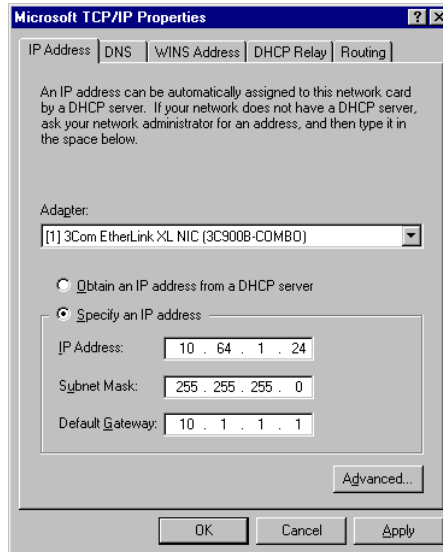 Microsoft TCP/IP Properties
IP Address DNS WINS Address DHCP Relay Routing
An IP address can be automatically assigned to this network card
by a DHCP server. If your network does not have a DHCP server,
ask your network administrator for an address, and then type it in
the space below.
Adapter:
[1] 3Com EtherLink XL NIC (3C900B-COMBO)
Obtain an IP address from a DHCP server
Specify an IP address
IP Address: 10 . 64 . 1 . 24
Subnet Mask: 255 . 255 . 255 . 0
Default Gateway: 10 . 1 . 1 . 1
Advanced...
OK Cancel Apply